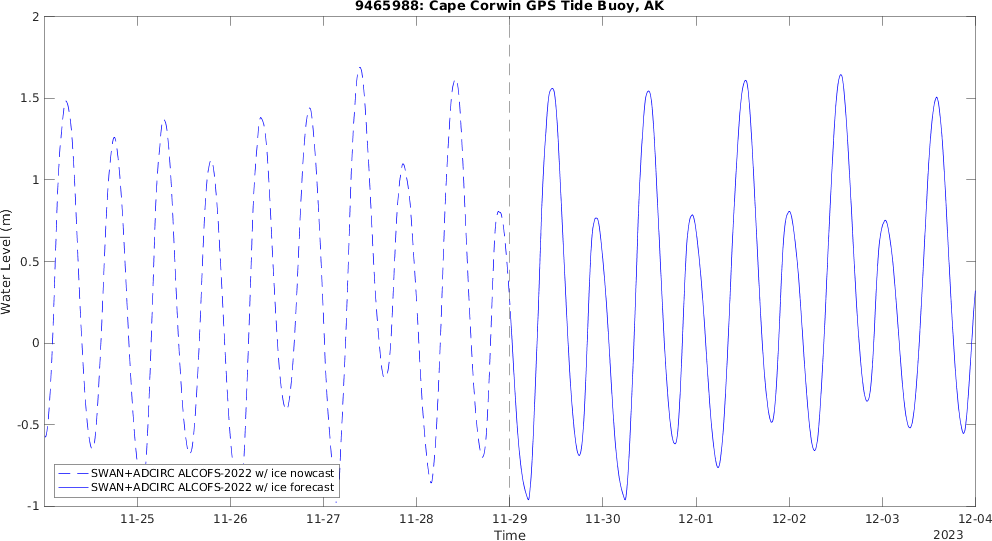 9465988: Cape Corwin GPS Tide Buoy, AK
2
1.5
1
0.5
0
-0.5
-1
Water Level (m)
SWAN+ADCIRC ALCOFS-2022 w/ ice nowcast
SWAN+ADCIRC ALCOFS-2022 w/ ice forecast
11-25 11-26 11-27 11-28 11-29 11-30 12-01 12-02 12-03 12-04
Time
2023